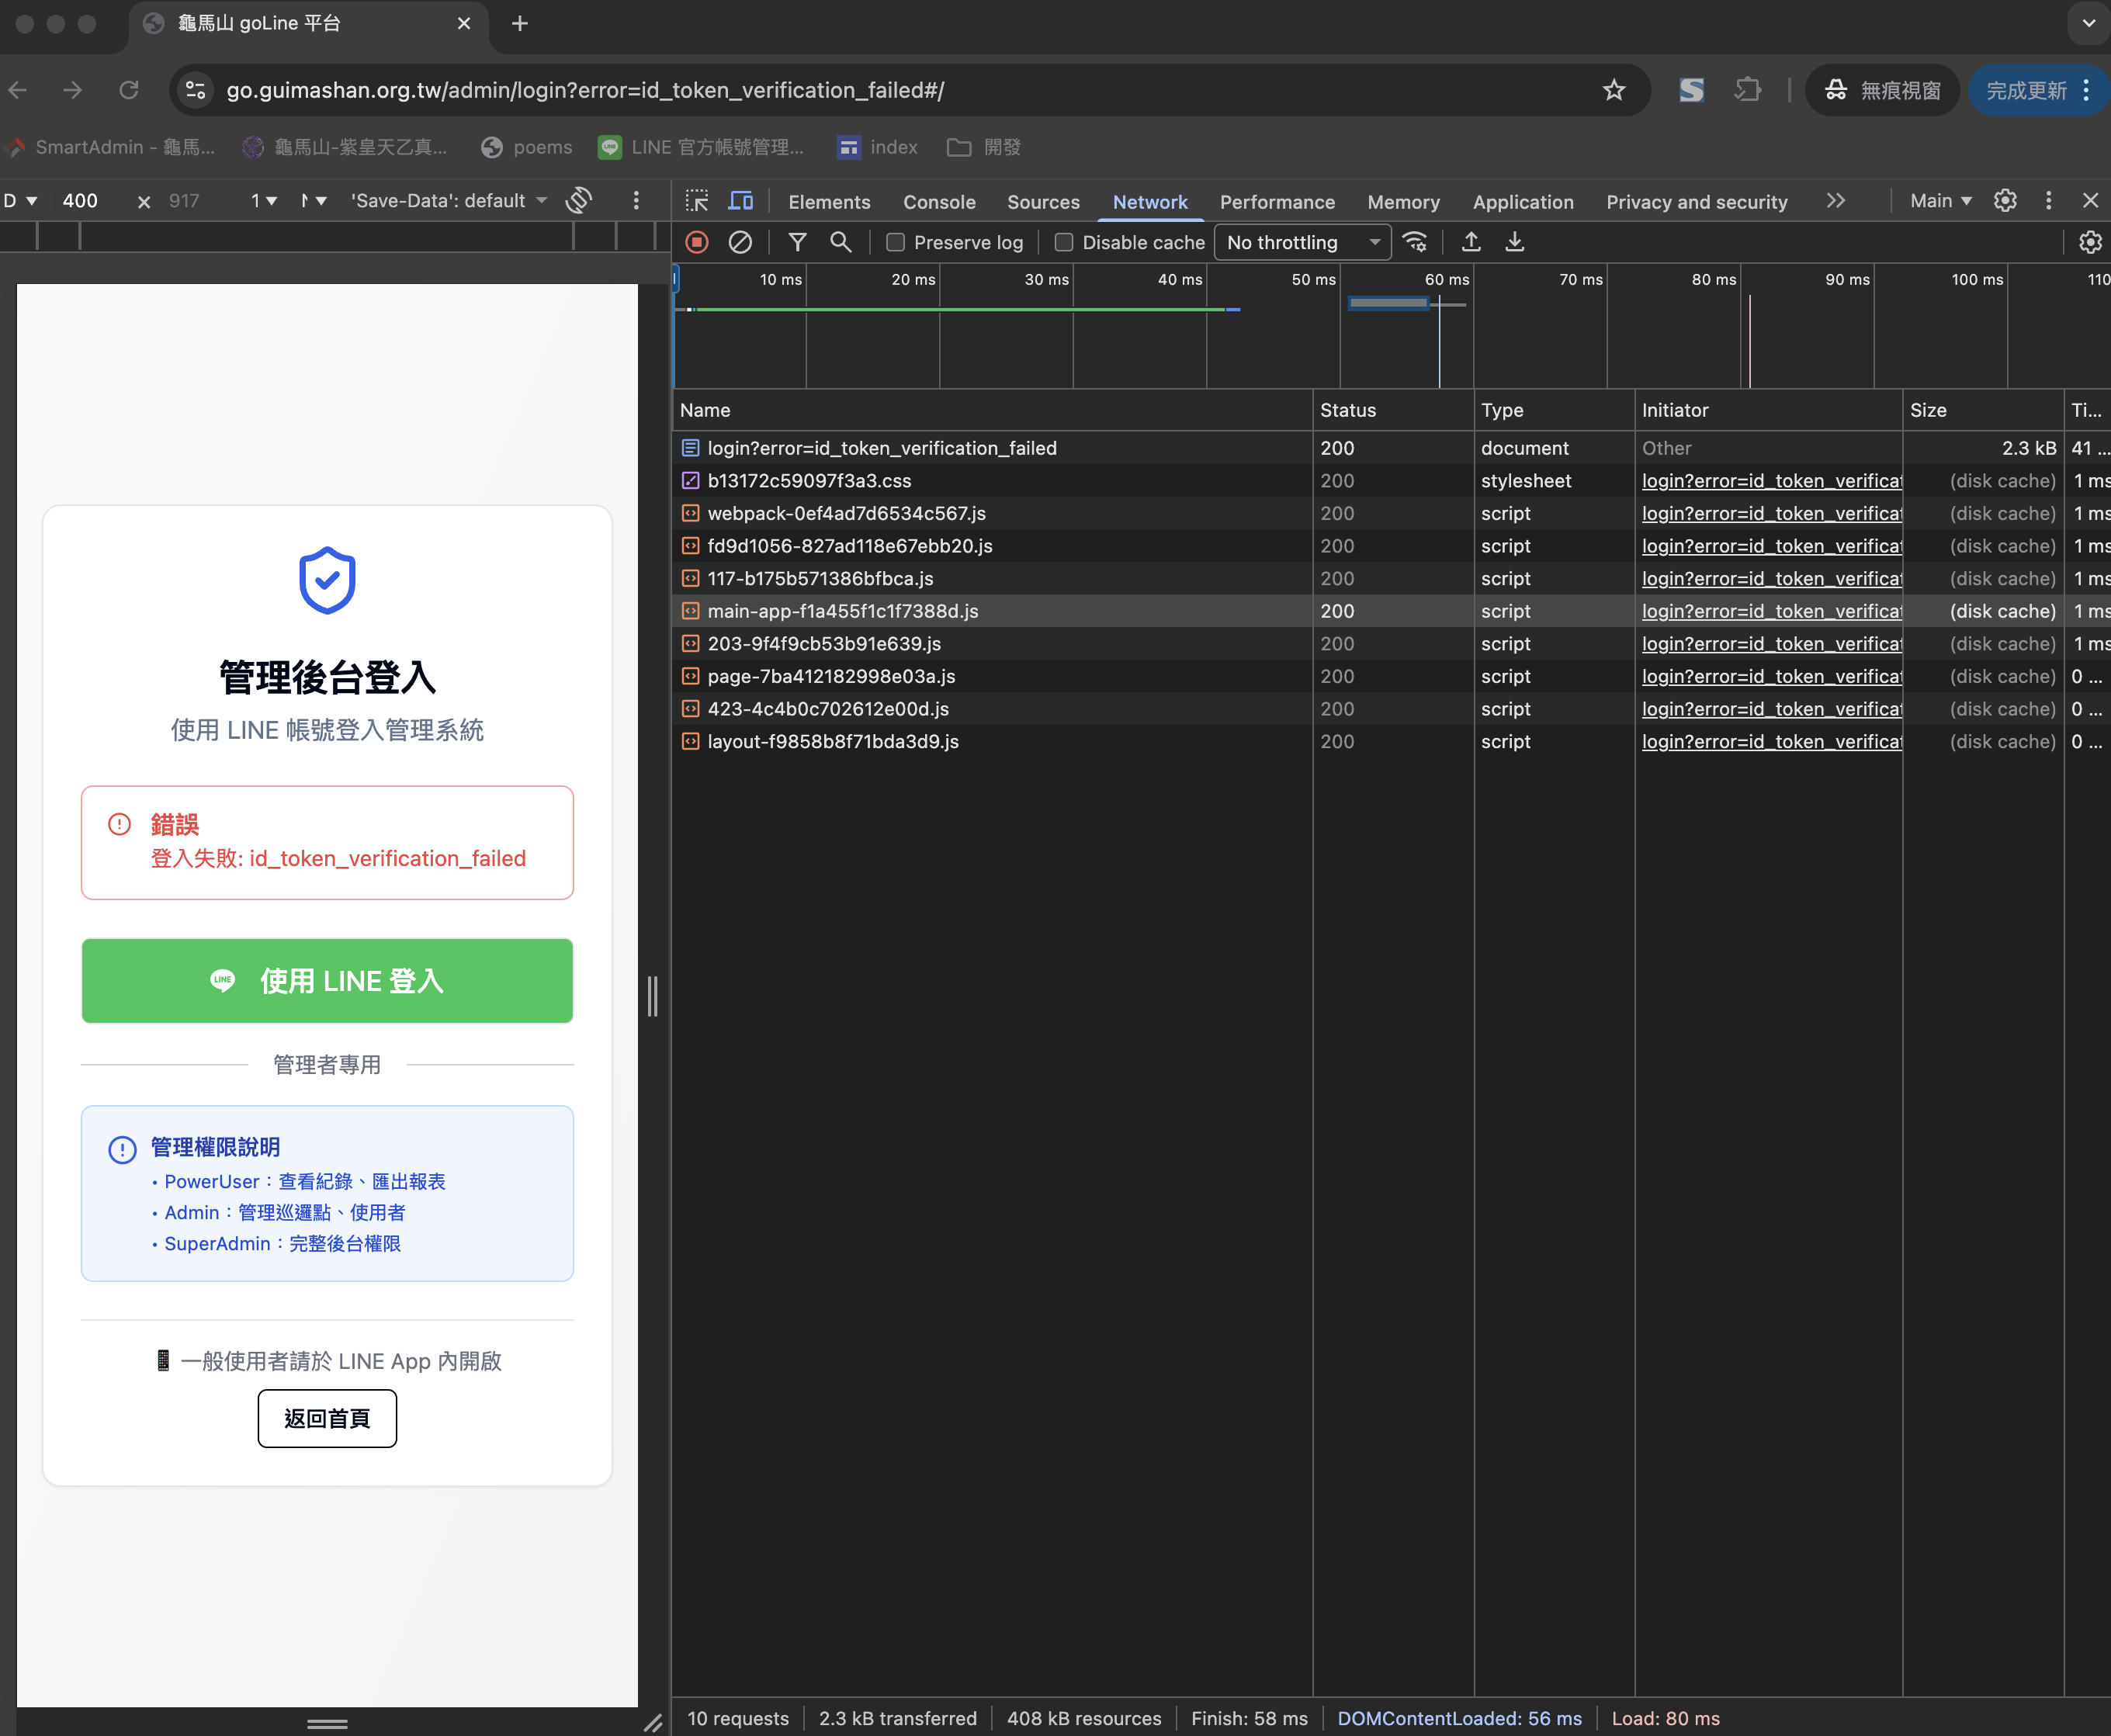 龜馬山 goLine 平台
go.guimashan.org.tw/admin/login?error=id_token_verification_failed#/
無痕視窗
完成更新
SmartAdmin - 龜馬...
龜馬山-紫皇天乙真...
poems
LINE 官方帳號管理...
index
開發
D
400
917
1
'Save-Data': default
Elements
Console
Sources
Network
Performance
Memory
Application
Privacy and security
Main
Preserve log
Disable cache
No throttling
10 ms
20 ms
30 ms
40 ms
50 ms
60 ms
70 ms
80 ms
90 ms
100 ms
110
Name Status Type Initiator Size Ti...
login?error=id_token_verification_failed 200 document Other 2.3 kB 41 ...
b13172c59097f3a3.css 200 stylesheet login?error=id_token_verificat (disk cache) 1 ms
webpack-0ef4ad7d6534c567.js 200 script login?error=id_token_verificat (disk cache) 1 ms
fd9d1056-827ad118e67ebb20.js 200 script login?error=id_token_verificat (disk cache) 1 ms
117-b175b571386bfbca.js 200 script login?error=id_token_verificat (disk cache) 1 ms
main-app-f1a455f1c1f7388d.js 200 script login?error=id_token_verificat (disk cache) 1 ms
203-9f4f9cb53b91e639.js 200 script login?error=id_token_verificat (disk cache) 1 ms
page-7ba412182998e03a.js 200 script login?error=id_token_verificat (disk cache) 0 ...
423-4c4b0c702612e00d.js 200 script login?error=id_token_verificat (disk cache) 0 ...
layout-f9858b8f71bda3d9.js 200 script login?error=id_token_verificat (disk cache) 0 ...
10 requests
2.3 kB transferred
408 kB resources
Finish: 58 ms
DOMContentLoaded: 56 ms
Load: 80 ms
管理後台登入
使用 LINE 帳號登入管理系統
錯誤
登入失敗: id_token_verification_failed
LINE 使用 LINE 登入
管理者專用
管理權限說明
• PowerUser：查看紀錄、匯出報表
• Admin：管理巡邏點、使用者
• SuperAdmin：完整後台權限
📱 一般使用者請於 LINE App 內開啟
返回首頁